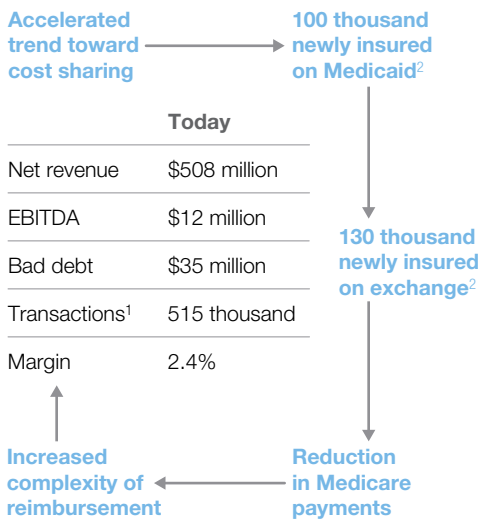 Accelerated
trend toward
cost sharing
100 thousand
newly insured
on Medicaid²
Today
Net revenue $508 million
EBITDA $12 million
Bad debt $35 million
Transactions¹ 515 thousand
Margin 2.4%
130 thousand
newly insured
on exchange²
Increased
complexity of
reimbursement
Reduction
in Medicare
payments